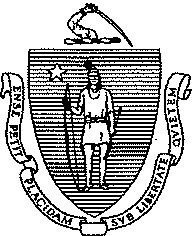 ENSE PETIT
PLACIDAM
SVB LIBERTATE
QVIETEM